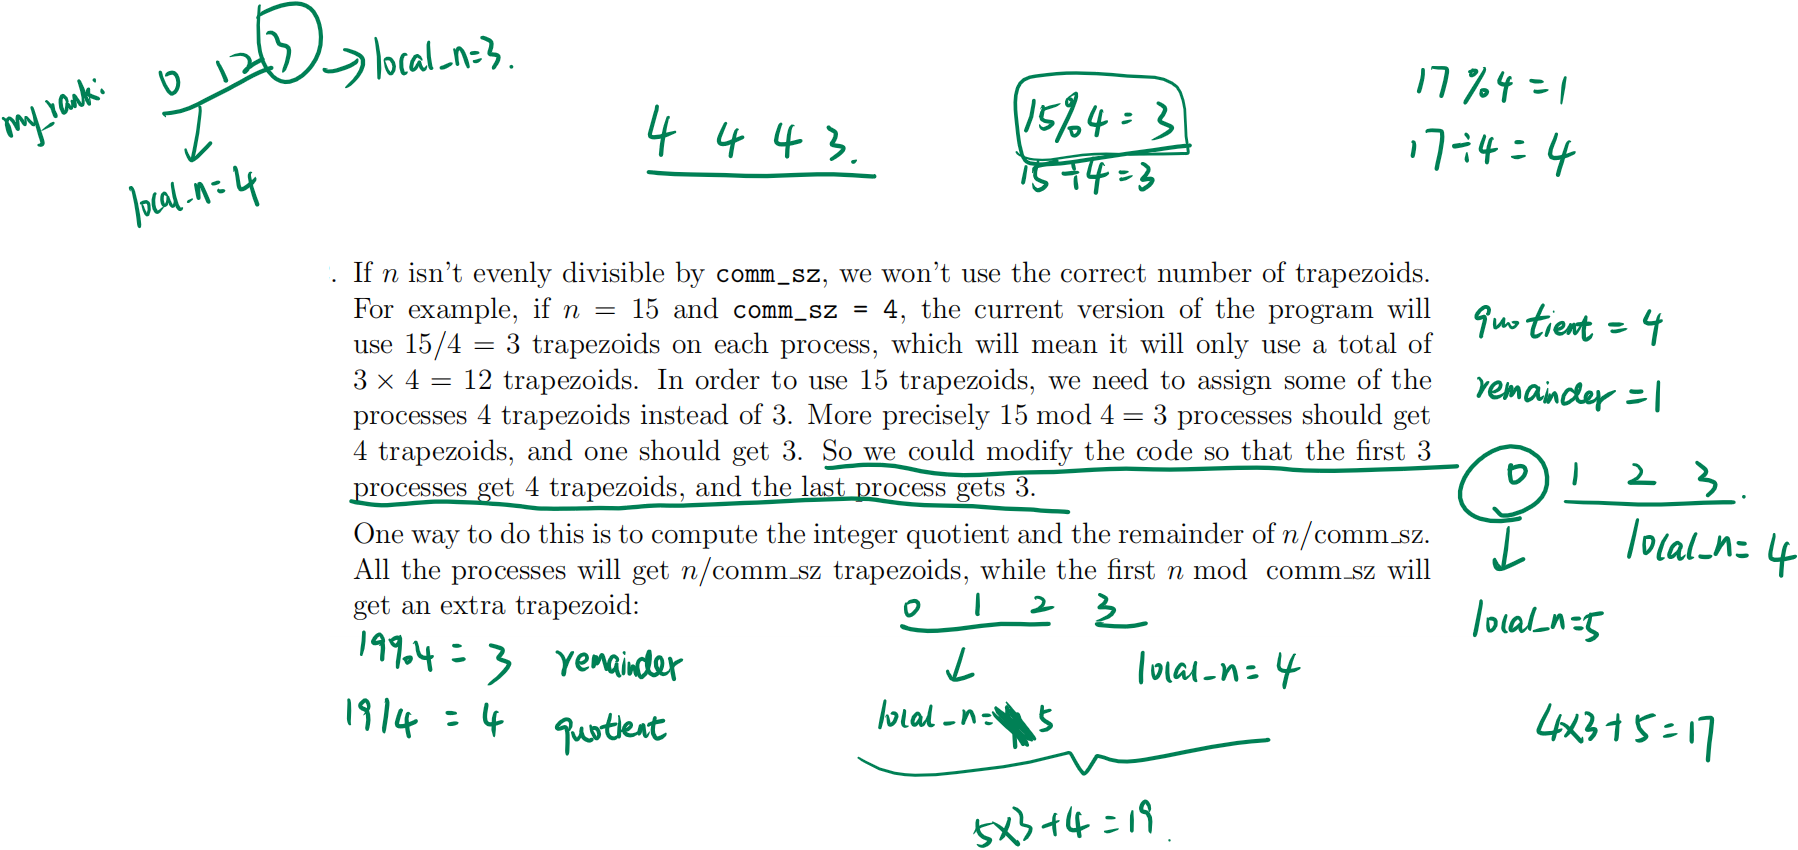 my_rank: 0 1 2 3 → local_n=3.
local_n=4
4 4 4 3.
15%4 = 3
15÷4=3
17%4=1
17÷4=4
. If n isn't evenly divisible by comm_sz, we won't use the correct number of trapezoids.
For example, if n = 15 and comm_sz = 4, the current version of the program will
use 15/4 = 3 trapezoids on each process, which will mean it will only use a total of
3 × 4 = 12 trapezoids. In order to use 15 trapezoids, we need to assign some of the
processes 4 trapezoids instead of 3. More precisely 15 mod 4 = 3 processes should get
4 trapezoids, and one should get 3. So we could modify the code so that the first 3
processes get 4 trapezoids, and the last process gets 3.
One way to do this is to compute the integer quotient and the remainder of n/comm_sz.
All the processes will get n/comm_sz trapezoids, while the first n mod comm_sz will
get an extra trapezoid:
quotient = 4
remainder = 1
0 1 2 3.
local_n= 4
local_n=5
4×3+5=17
19%4 = 3 remainder
19/4 = 4 quotient
0 1 2 3
local_n= 4
local_n= 5
5×3+4=19.